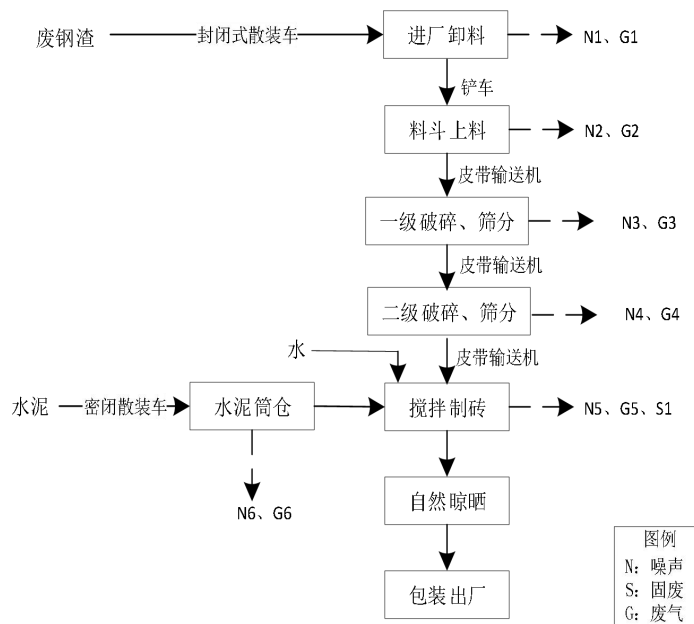 废钢渣
封闭式散装车
进厂卸料
N1、G1
铲车
料斗上料
N2、G2
皮带输送机
一级破碎、筛分
N3、G3
皮带输送机
二级破碎、筛分
N4、G4
水
皮带输送机
水泥
密闭散装车
水泥筒仓
搅拌制砖
N5、G5、S1
N6、G6
自然晾晒
包装出厂
图例
N：噪声
S：固废
G：废气